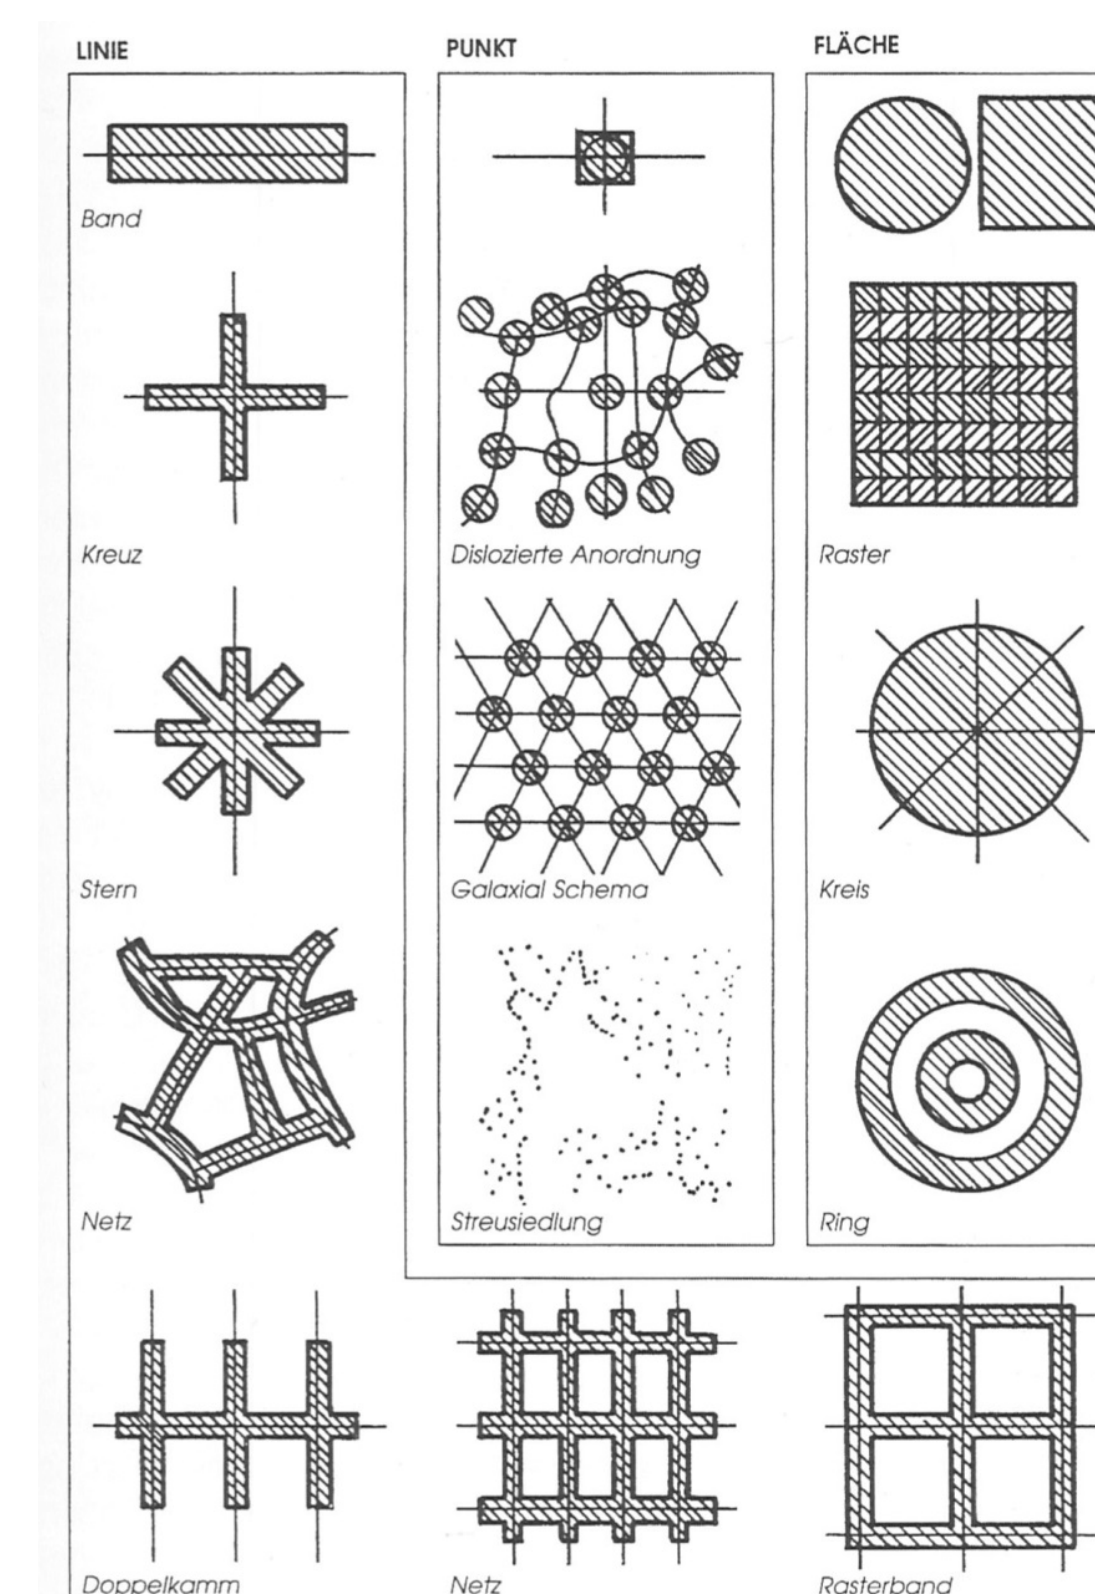 LINIE
PUNKT
FLÄCHE
Band
Kreuz
Dislozierte Anordnung
Raster
Stern
Galaxial Schema
Kreis
Netz
Streusiedlung
Ring
Doppelkamm
Netz
Rasterband